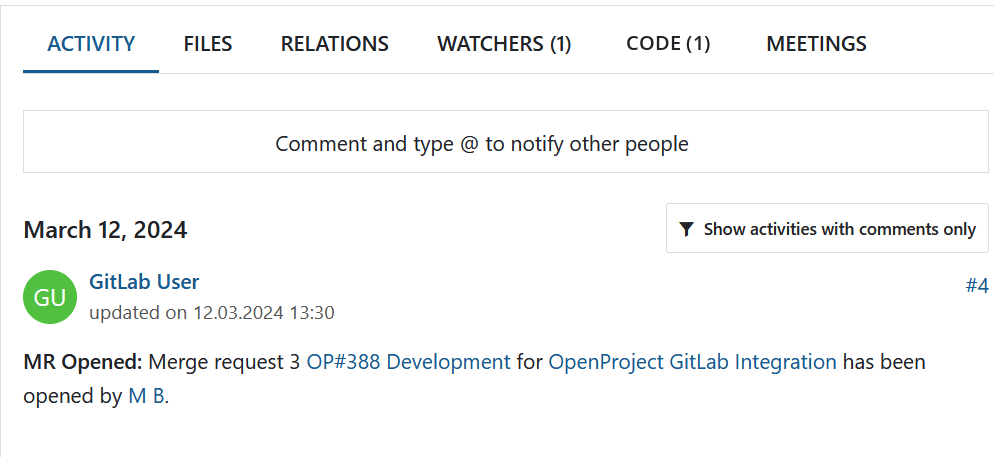 ACTIVITY FILES RELATIONS WATCHERS (1) CODE (1) MEETINGS
Comment and type @ to notify other people
March 12, 2024
Show activities with comments only
GU
GitLab User
#4
updated on 12.03.2024 13:30
MR Opened: Merge request 3 OP#388 Development for OpenProject GitLab Integration has been
opened by M B.